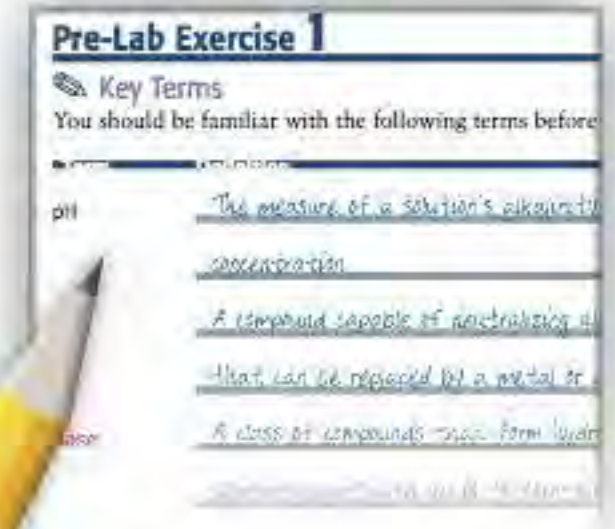 Pre-Lab Exercise 1
Key Terms
You should be familiar with the following terms before
pH
The measure of a solution's
concentration
A compound capable of neutralizing
that can be replaced by a metal or
A class of compounds that form